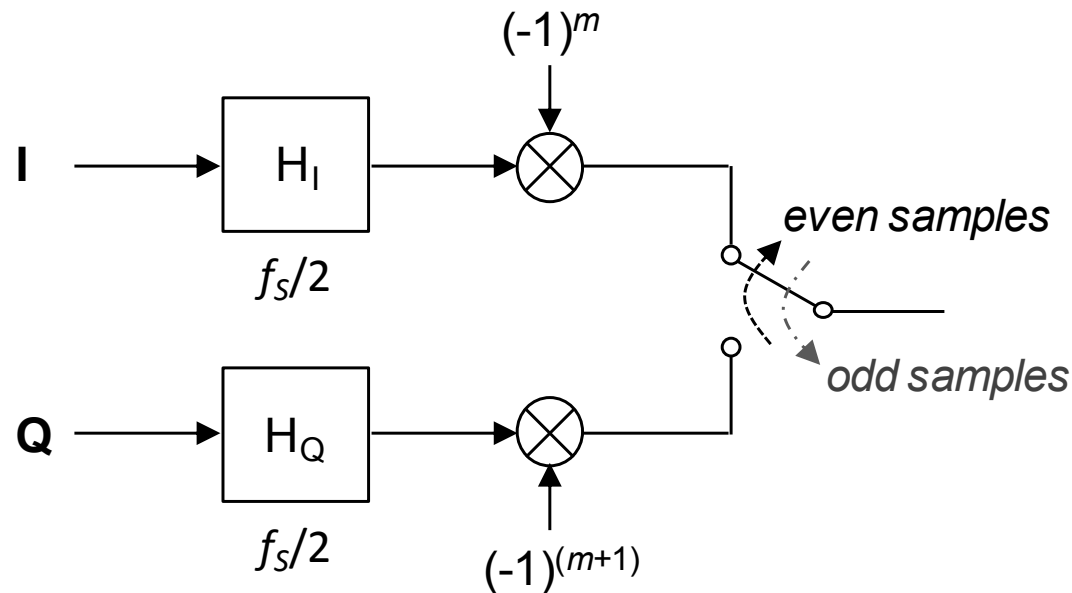 (-1)^m
I
H_I
even samples
f_S/2
odd samples
Q
H_Q
f_S/2
(-1)^(m+1)